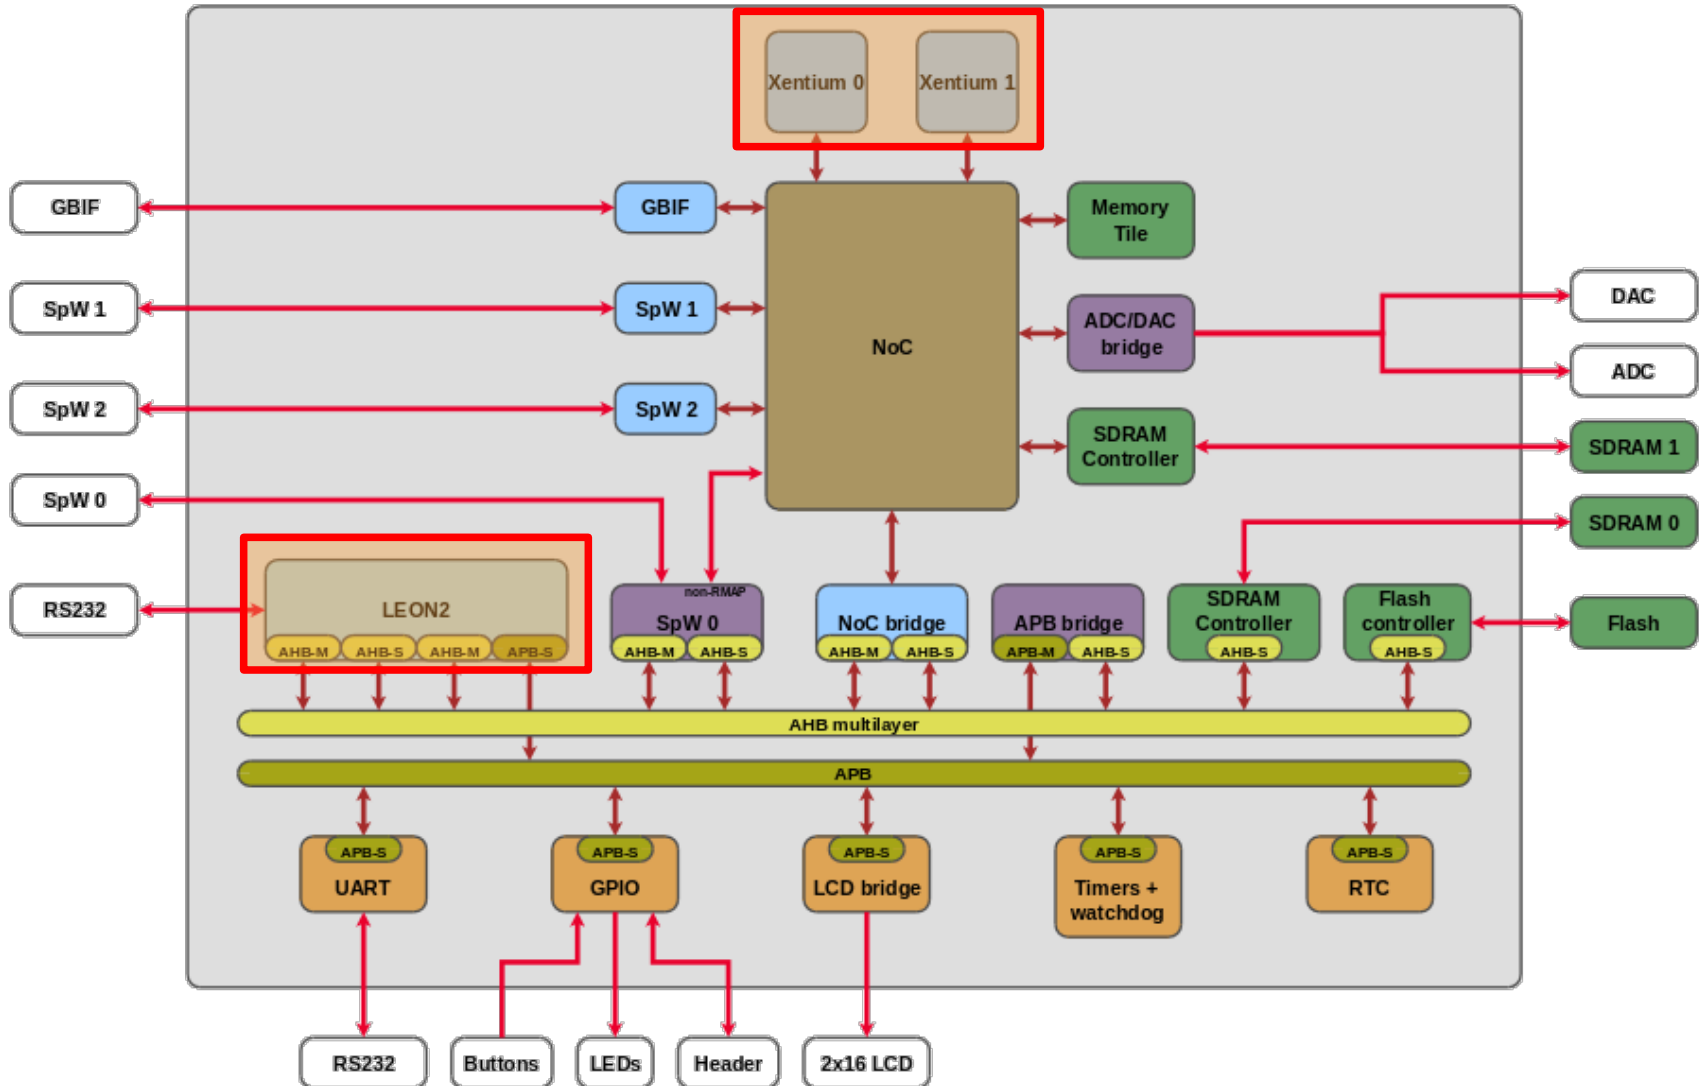 Xentium 0
Xentium 1
GBIF
GBIF
Memory
Tile
SpW 1
SpW 1
DAC
ADC/DAC
bridge
NoC
ADC
SpW 2
SpW 2
SDRAM
Controller
SDRAM 1
SpW 0
SDRAM 0
RS232
LEON2
AHB-M
AHB-S
AHB-M
APB-S
non-RMAP
SpW 0
AHB-M
AHB-S
NoC bridge
AHB-M
AHB-S
APB bridge
APB-M
AHB-S
SDRAM
Controller
AHB-S
Flash
controller
AHB-S
Flash
AHB multilayer
APB
APB-S
UART
APB-S
GPIO
APB-S
LCD bridge
APB-S
Timers +
watchdog
APB-S
RTC
RS232
Buttons
LEDs
Header
2x16 LCD